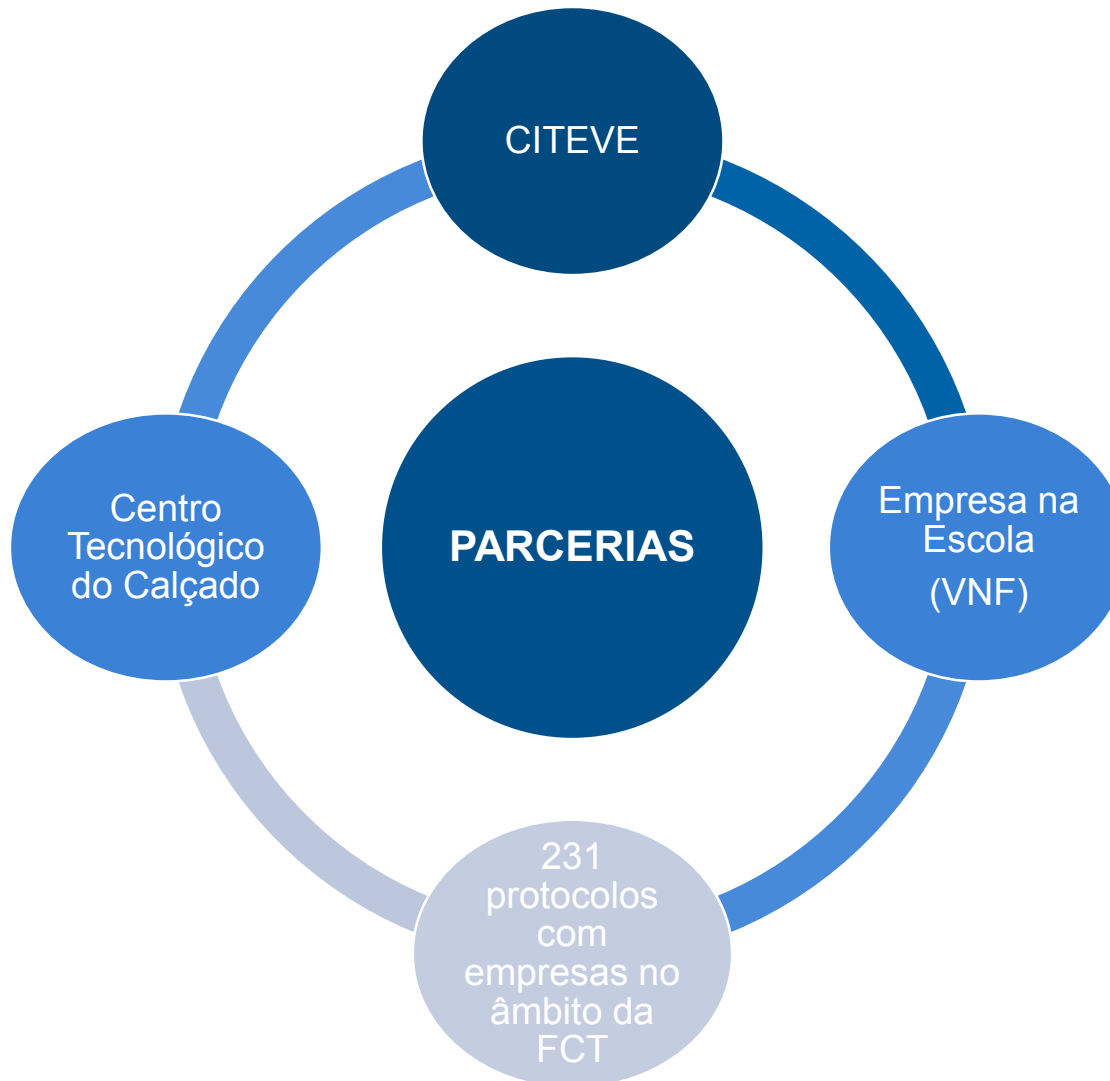 CITEVE
Centro
Tecnológico
do Calçado
PARCERIAS
Empresa na
Escola
(VNF)
231
protocolos
com
empresas no
âmbito da
FCT